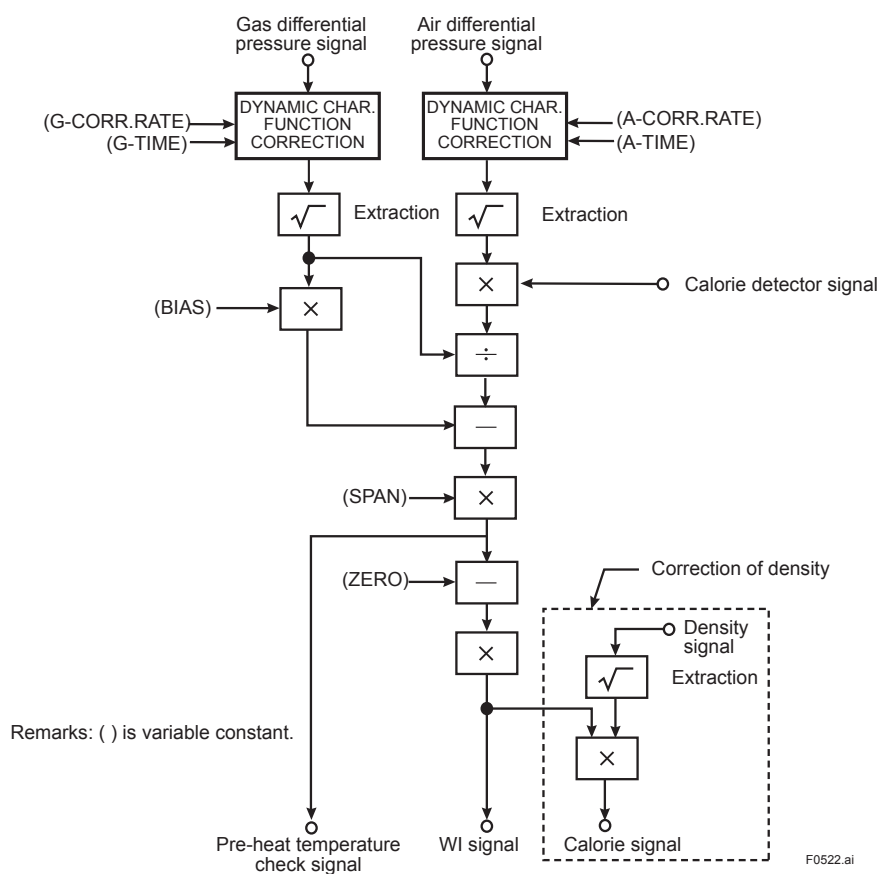 Gas differential
pressure signal
Air differential
pressure signal
DYNAMIC CHAR.
FUNCTION
CORRECTION
DYNAMIC CHAR.
FUNCTION
CORRECTION
(G-CORR.RATE)
(G-TIME)
(A-CORR.RATE)
(A-TIME)
√
Extraction
√
Extraction
(BIAS)
×
×
Calorie detector signal
÷
—
(SPAN)
×
(ZERO)
—
Correction of density
×
Density
signal
√
Extraction
×
Remarks: ( ) is variable constant.
Pre-heat temperature
check signal
WI signal
Calorie signal
F0522.ai